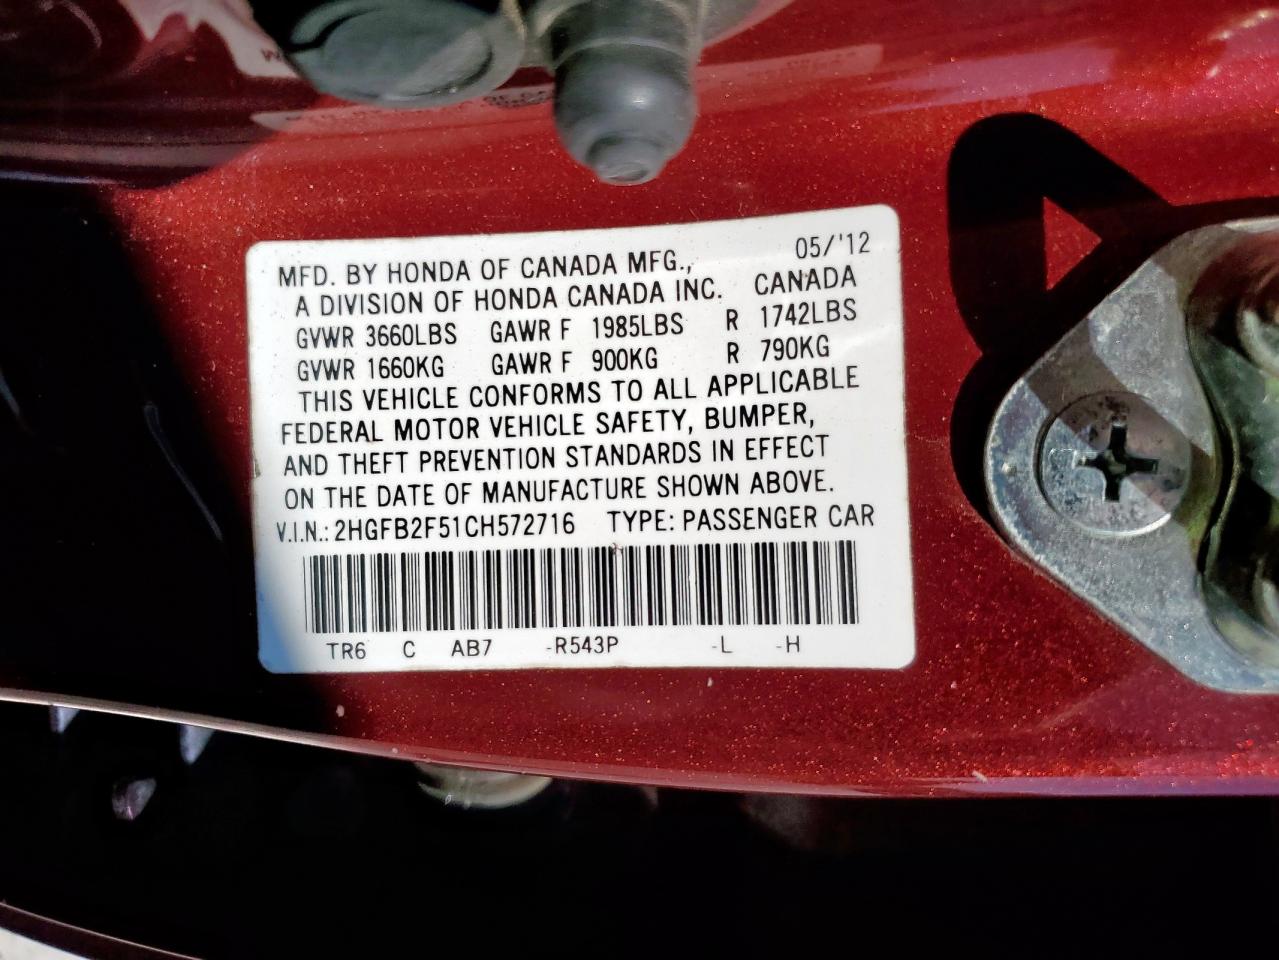 MFD. BY HONDA OF CANADA MFG., 05/'12
A DIVISION OF HONDA CANADA INC. CANADA
GVWR 3660LBS GAWR F 1985LBS R 1742LBS
GVWR 1660KG GAWR F 900KG R 790KG
THIS VEHICLE CONFORMS TO ALL APPLICABLE
FEDERAL MOTOR VEHICLE SAFETY, BUMPER,
AND THEFT PREVENTION STANDARDS IN EFFECT
ON THE DATE OF MANUFACTURE SHOWN ABOVE.
V.I.N.: 2HGFB2F51CH572716 TYPE: PASSENGER CAR
TR6 C AB7 -R543P -L -H